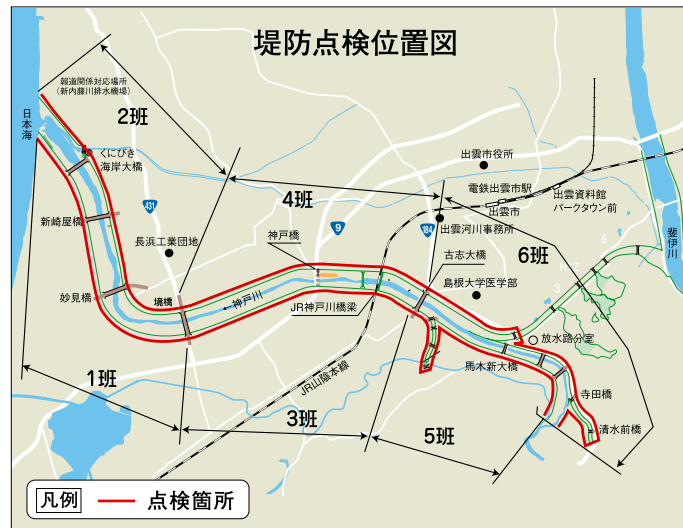 堤防点検位置図
報道関係対応場所
(新内藤川排水機場)
日本海
2班
くにびき
海岸大橋
出雲市役所
4班
電鉄出雲市駅
出雲市
出雲資料館
パークタウン前
431
新崎屋橋
9
184
出雲河川事務所
斐伊川
長浜工業団地
神戸橋
古志大橋
6班
島根大学医学部
妙見橋
境橋
神戸川
JR神戸川橋梁
放水路分室
馬木新大橋
JR山陰本線
1班
寺田橋
3班
5班
清水前橋
凡例
点検箇所